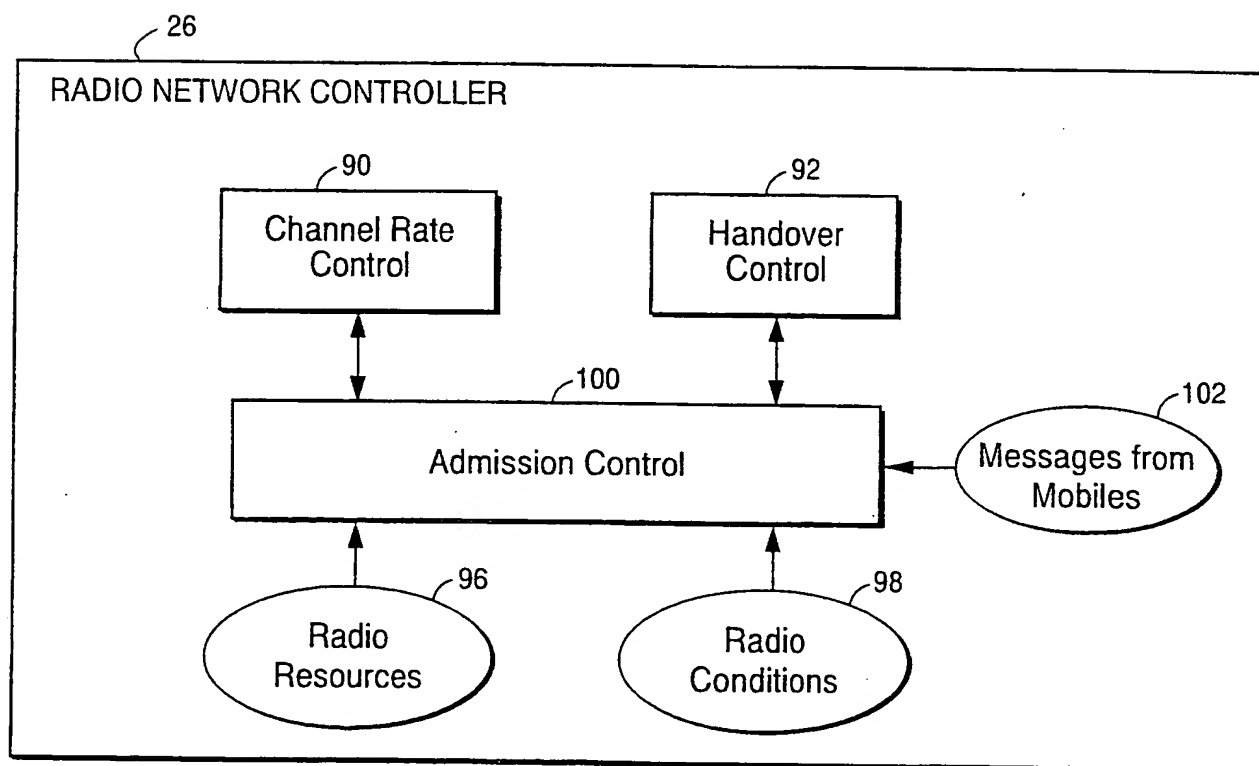 26
RADIO NETWORK CONTROLLER
90
92
Channel Rate
Control
Handover
Control
100
102
Admission Control
Messages from
Mobiles
96
98
Radio
Resources
Radio
Conditions